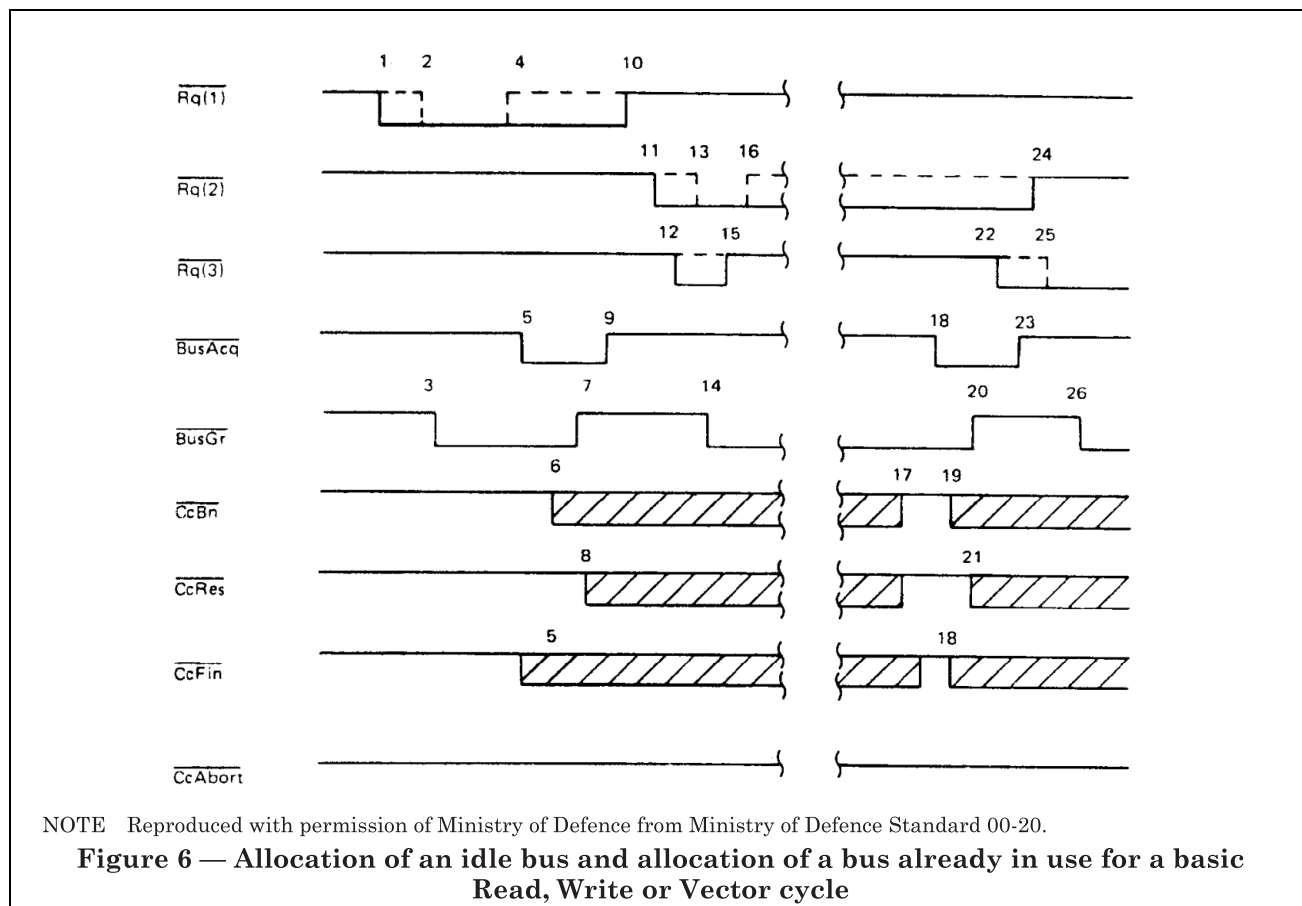 1 2 4 10
Rq(1)
11 13 16 24
Rq(2)
12 15 22 25
Rq(3)
5 9 18 23
BusAcq
3 7 14 20 26
BusGr
6 17 19
CcBn
8 21
CcRes
5 18
CcFin
CcAbort
NOTE Reproduced with permission of Ministry of Defence from Ministry of Defence Standard 00-20.
Figure 6 — Allocation of an idle bus and allocation of a bus already in use for a basic
Read, Write or Vector cycle